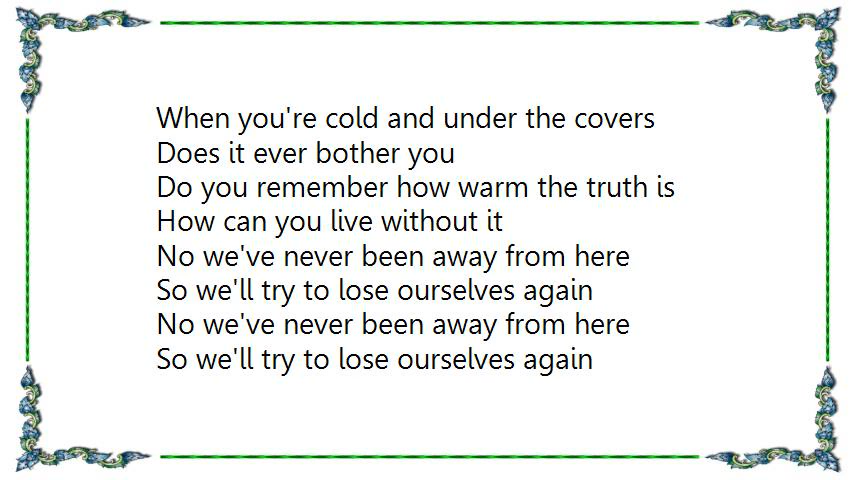 When you're cold and under the covers
Does it ever bother you
Do you remember how warm the truth is
How can you live without it
No we've never been away from here
So we'll try to lose ourselves again
No we've never been away from here
So we'll try to lose ourselves again